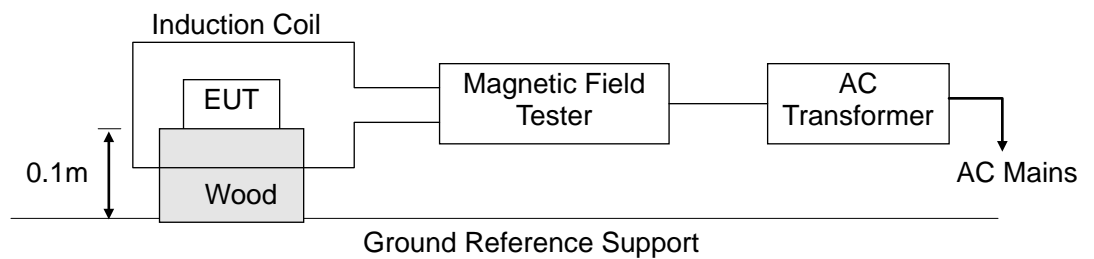 Induction Coil
EUT
Magnetic Field
Tester
AC
Transformer
0.1m
Wood
AC Mains
Ground Reference Support